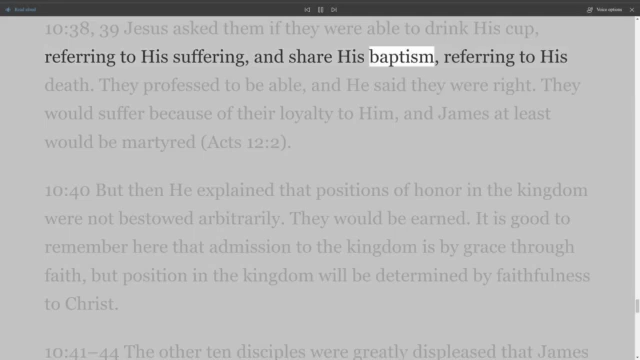 Read aloud
Voice options
10:38, 39 Jesus asked them if they were able to drink His cup,
referring to His suffering, and share His baptism, referring to His
death. They professed to be able, and He said they were right. They
would suffer because of their loyalty to Him, and James at least
would be martyred (Acts 12:2).
10:40 But then He explained that positions of honor in the kingdom
were not bestowed arbitrarily. They would be earned. It is good to
remember here that admission to the kingdom is by grace through
faith, but position in the kingdom will be determined by faithfulness
to Christ.
10:41–44 The other ten disciples were greatly displeased that James